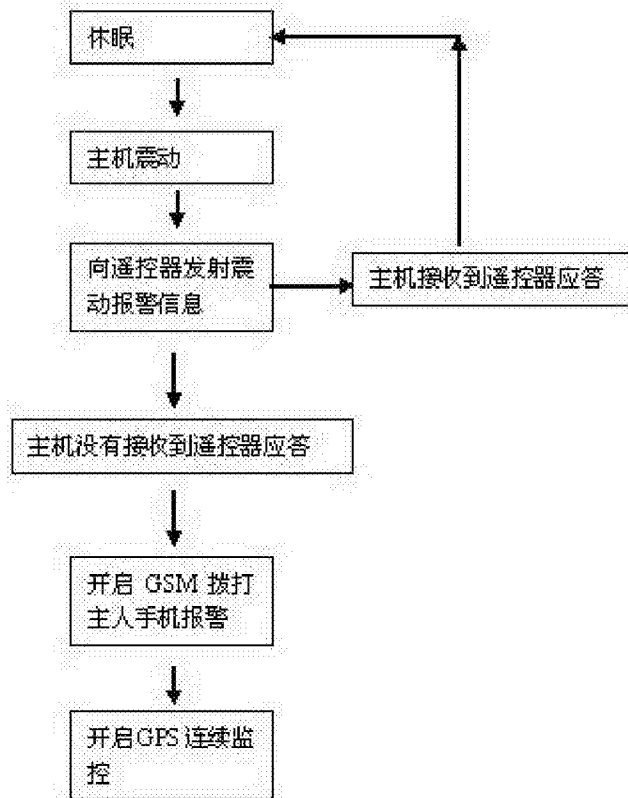 休眠
主机震动
向遥控器发射震
动报警信息
主机接收到遥控器应答
主机没有接收到遥控器应答
开启 GSM 拨打
主人手机报警
开启GPS 连续监
控